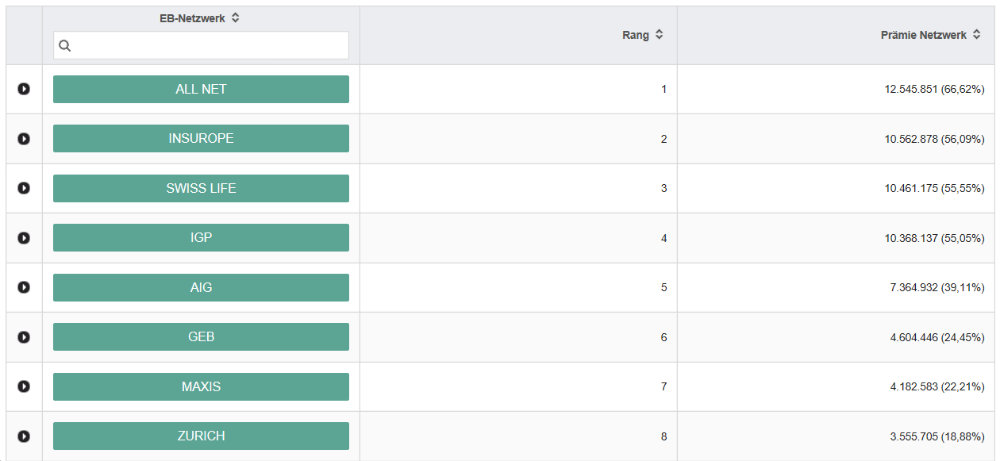 EB-Netzwerk
Rang
Prämie Netzwerk
ALL NET 1 12.545.851 (66,62%)
INSUROPE 2 10.562.878 (56,09%)
SWISS LIFE 3 10.461.175 (55,55%)
IGP 4 10.368.137 (55,05%)
AIG 5 7.364.932 (39,11%)
GEB 6 4.604.446 (24,45%)
MAXIS 7 4.182.583 (22,21%)
ZURICH 8 3.555.705 (18,88%)